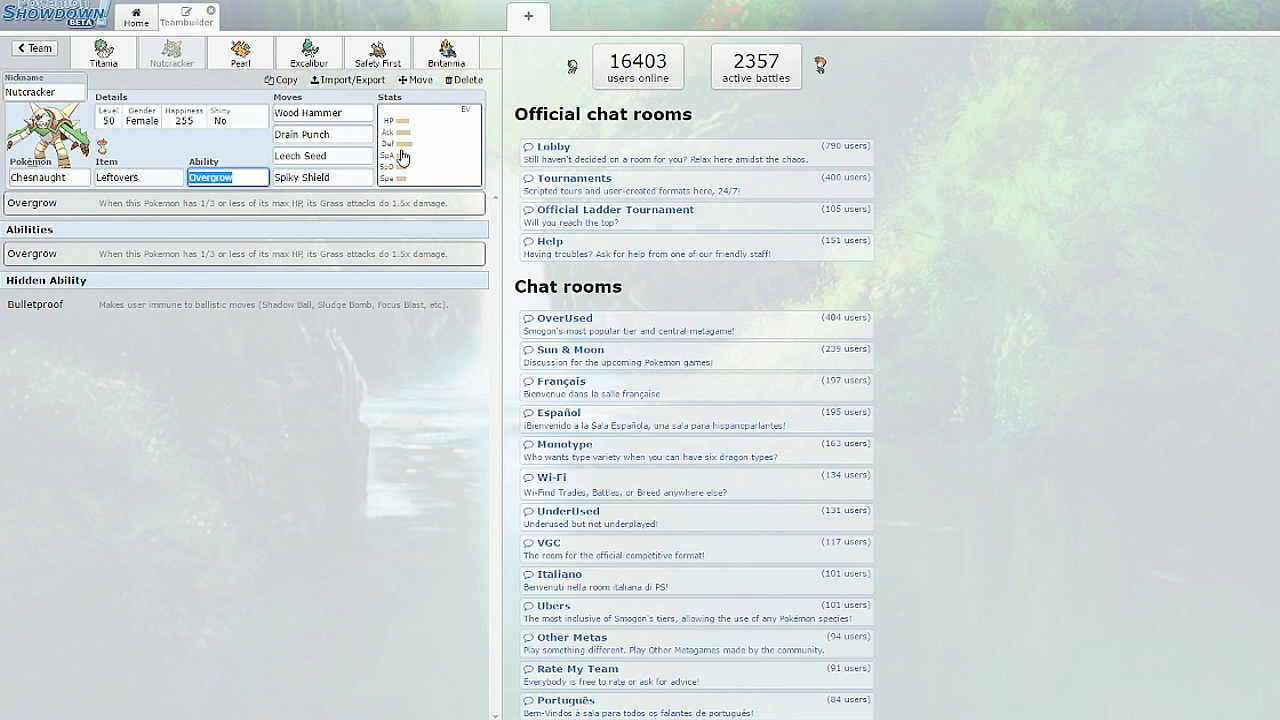 Pokémon
SHOWDOWN!
BETA
Home
Teambuilder
+
< Team
Titania
Nutcracker
Pearl
Excalibur
Safety First
Britannia
Nickname
Nutcracker
Copy
Import/Export
Move
Delete
Details
Moves
Stats
Level
Gender
Happiness
Shiny
50
Female
255
No
Wood Hammer
Drain Punch
Leech Seed
Spiky Shield
EV
HP
Atk
Def
SpA
SpD
Spe
Pokémon
Item
Ability
Chesnaught
Leftovers
Overgrow
Overgrow When this Pokemon has 1/3 or less of its max HP, its Grass attacks do 1.5x damage.
Abilities
Overgrow When this Pokemon has 1/3 or less of its max HP, its Grass attacks do 1.5x damage.
Hidden Ability
Bulletproof Makes user immune to ballistic moves (Shadow Ball, Sludge Bomb, Focus Blast, etc).
16403
users online
2357
active battles
Official chat rooms
Lobby (790 users)
Still haven't decided on a room for you? Relax here amidst the chaos.
Tournaments (400 users)
Scripted tours and user-created formats here, 24/7!
Official Ladder Tournament (105 users)
Will you reach the top?
Help (151 users)
Having troubles? Ask for help from one of our friendly staff!
Chat rooms
OverUsed (404 users)
Smogon's most popular tier and central metagame!
Sun & Moon (239 users)
Discussion for the upcoming Pokemon games!
Français (197 users)
Bienvenue dans la salle française
Español (195 users)
¡Bienvenido a la Sala Española, una sala para hispanoparlantes!
Monotype (163 users)
Who wants type variety when you can have six dragon types?
Wi-Fi (134 users)
Wi-Find Trades, Battles, or Breed anywhere else?
UnderUsed (131 users)
Underused but not underplayed!
VGC (117 users)
The room for the official competitive format!
Italiano (101 users)
Benvenuti nella room italiana di PS!
Ubers (101 users)
The most inclusive of Smogon's tiers, allowing the use of any Pokémon species!
Other Metas (94 users)
Play something different. Play Other Metagames made by the community.
Rate My Team (91 users)
Everybody is free to rate or ask for advice!
Português (84 users)
Bem-Vindos à sala para todos os falantes de português!